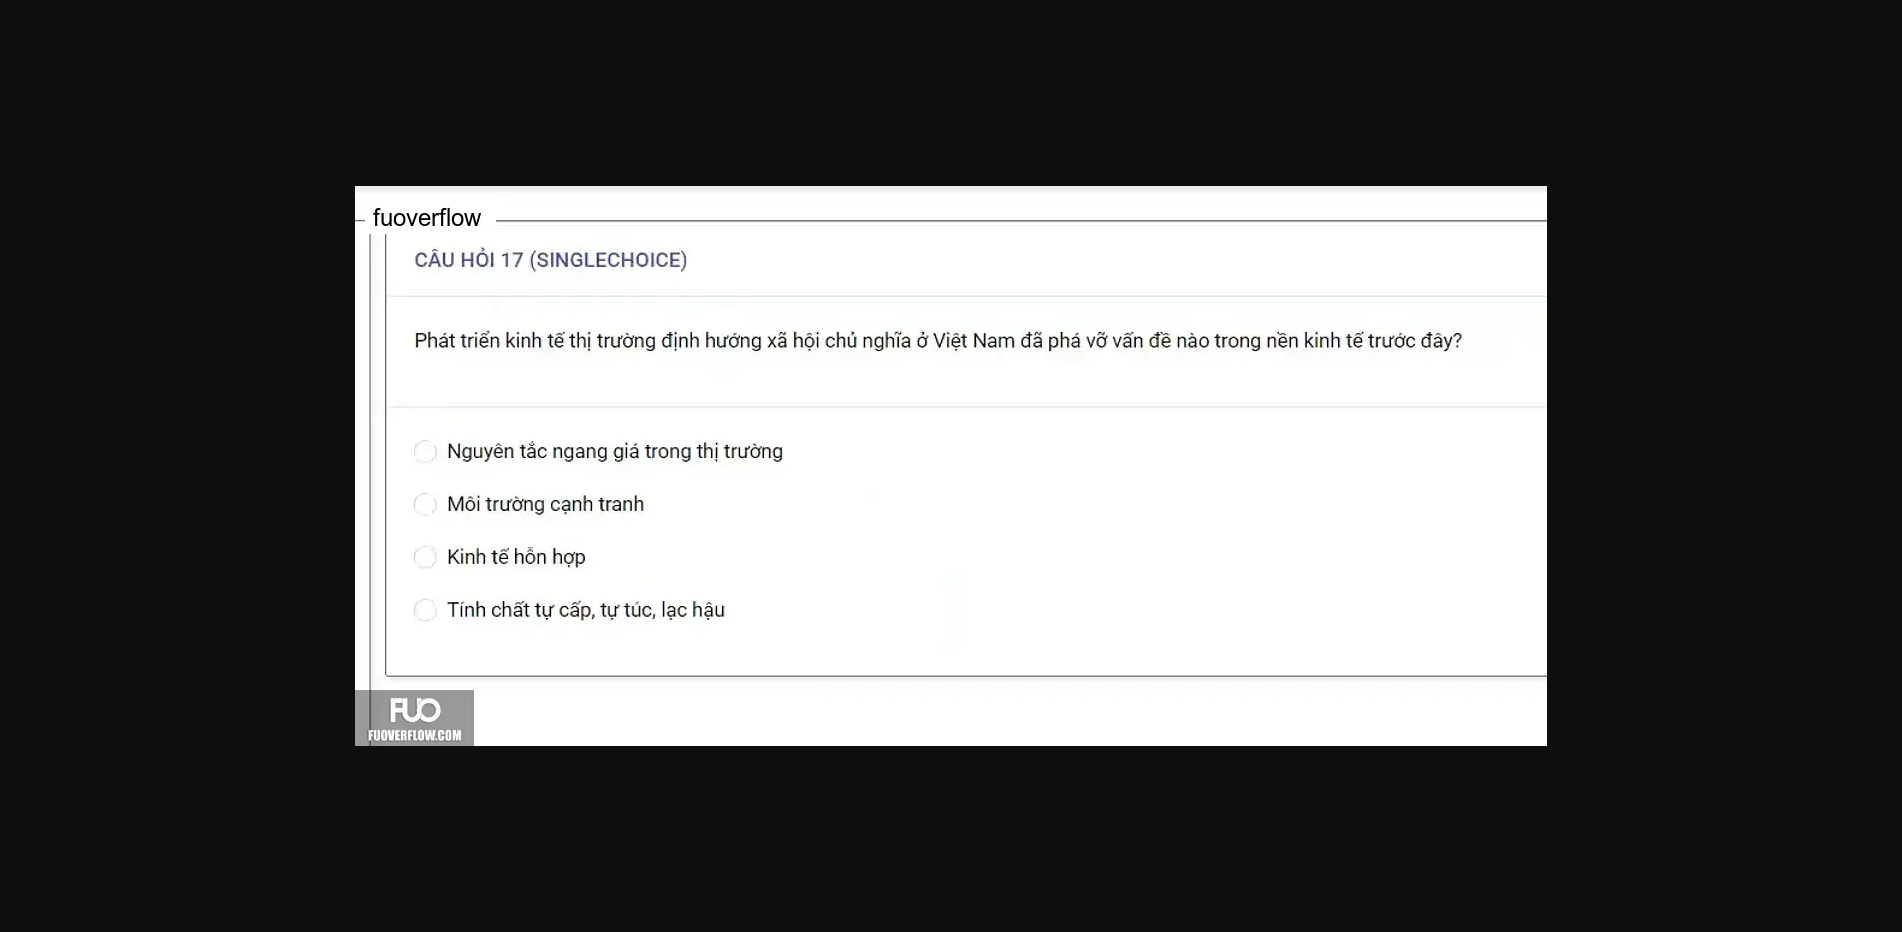 fuoverflow
CÂU HỎI 17 (SINGLECHOICE)
Phát triển kinh tế thị trường định hướng xã hội chủ nghĩa ở Việt Nam đã phá vỡ vấn đề nào trong nền kinh tế trước đây?
Nguyên tắc ngang giá trong thị trường
Môi trường cạnh tranh
Kinh tế hỗn hợp
Tính chất tự cấp, tự túc, lạc hậu
FUO
FUOVERFLOW.COM